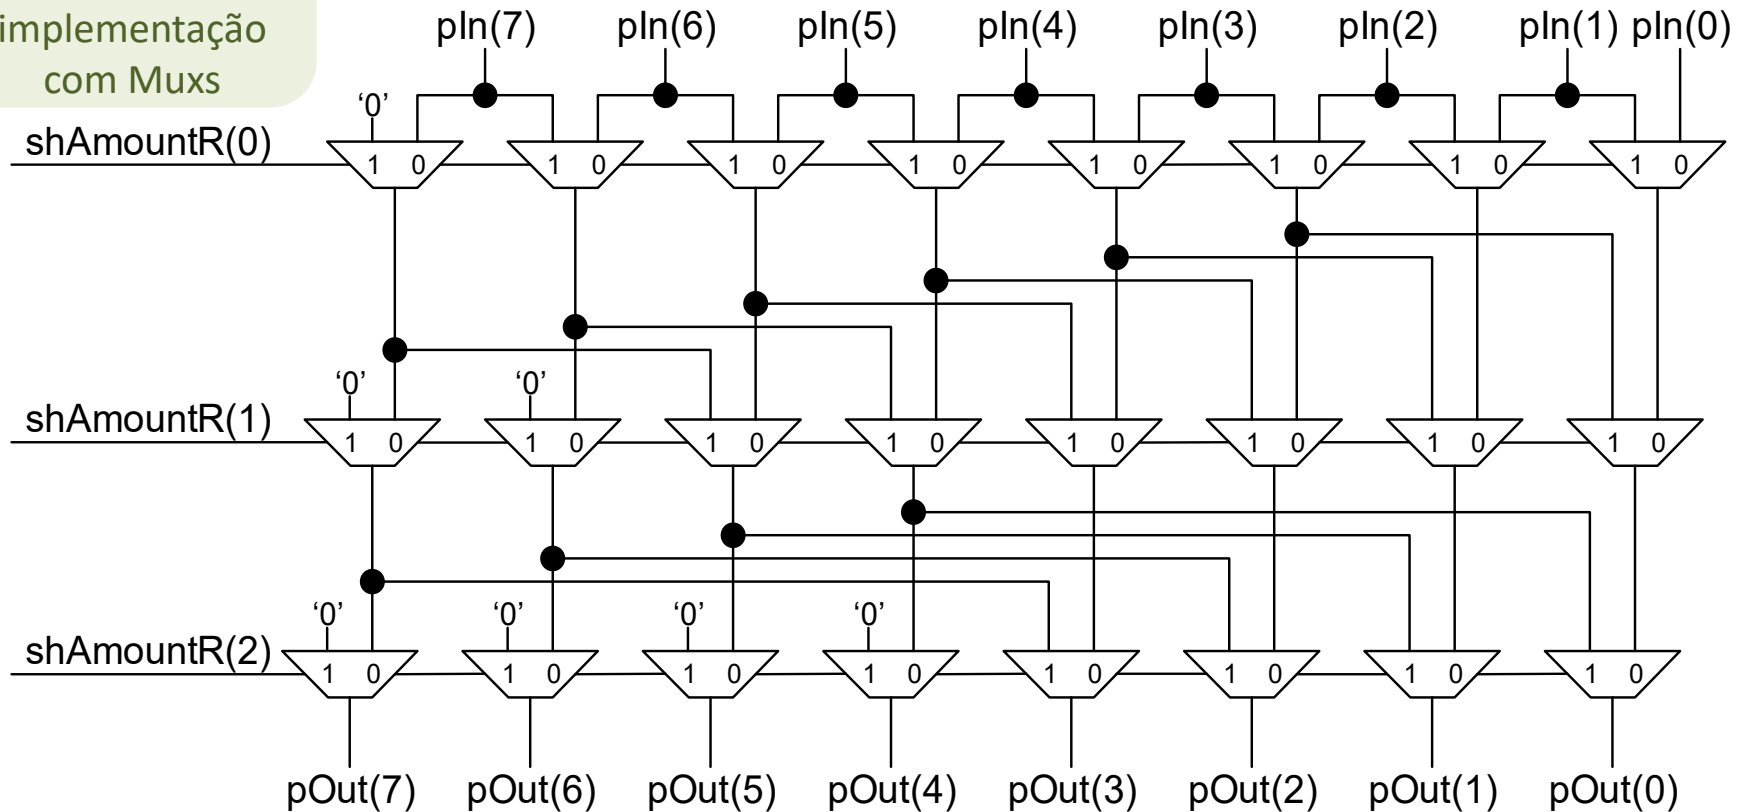 implementação
com Muxs
pIn(7) pIn(6) pIn(5) pIn(4) pIn(3) pIn(2) pIn(1) pIn(0)
‘0’
shAmountR(0)
1 0 1 0 1 0 1 0 1 0 1 0 1 0 1 0
‘0’ ‘0’
shAmountR(1)
1 0 1 0 1 0 1 0 1 0 1 0 1 0 1 0
‘0’ ‘0’ ‘0’ ‘0’
shAmountR(2)
1 0 1 0 1 0 1 0 1 0 1 0 1 0 1 0
pOut(7) pOut(6) pOut(5) pOut(4) pOut(3) pOut(2) pOut(1) pOut(0)